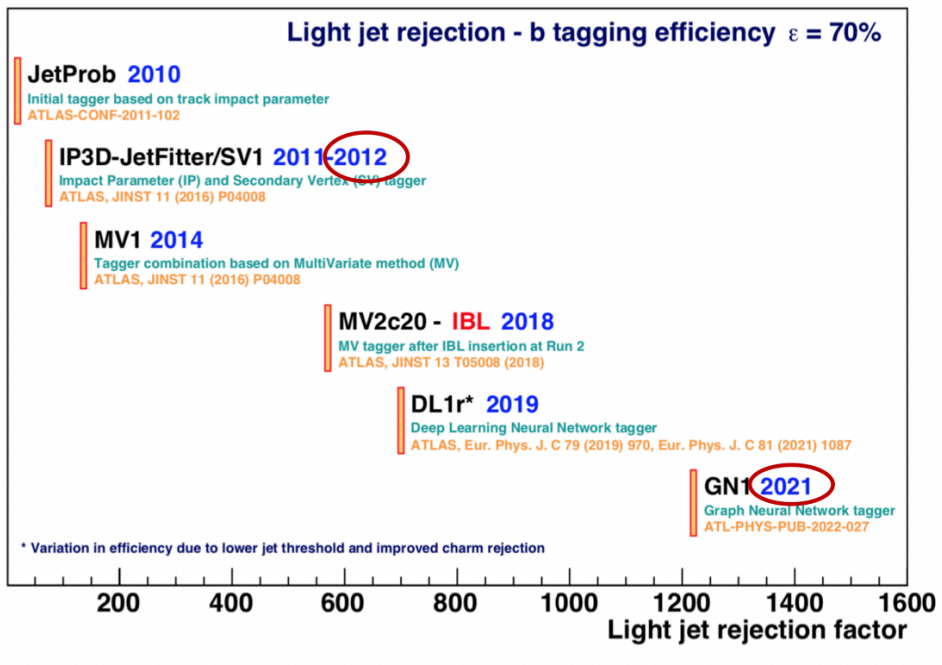 Light jet rejection - b tagging efficiency ε = 70%
JetProb 2010
Initial tagger based on track impact parameter
ATLAS-CONF-2011-102
IP3D-JetFitter/SV1 2011-2012
Impact Parameter (IP) and Secondary Vertex (SV) tagger
ATLAS, JINST 11 (2016) P04008
MV1 2014
Tagger combination based on MultiVariate method (MV)
ATLAS, JINST 11 (2016) P04008
MV2c20 - IBL 2018
MV tagger after IBL insertion at Run 2
ATLAS, JINST 13 T05008 (2018)
DL1r* 2019
Deep Learning Neural Network tagger
ATLAS, Eur. Phys. J. C 79 (2019) 970, Eur. Phys. J. C 81 (2021) 1087
GN1 2021
Graph Neural Network tagger
ATL-PHYS-PUB-2022-027
* Variation in efficiency due to lower jet threshold and improved charm rejection
200 400 600 800 1000 1200 1400 1600
Light jet rejection factor